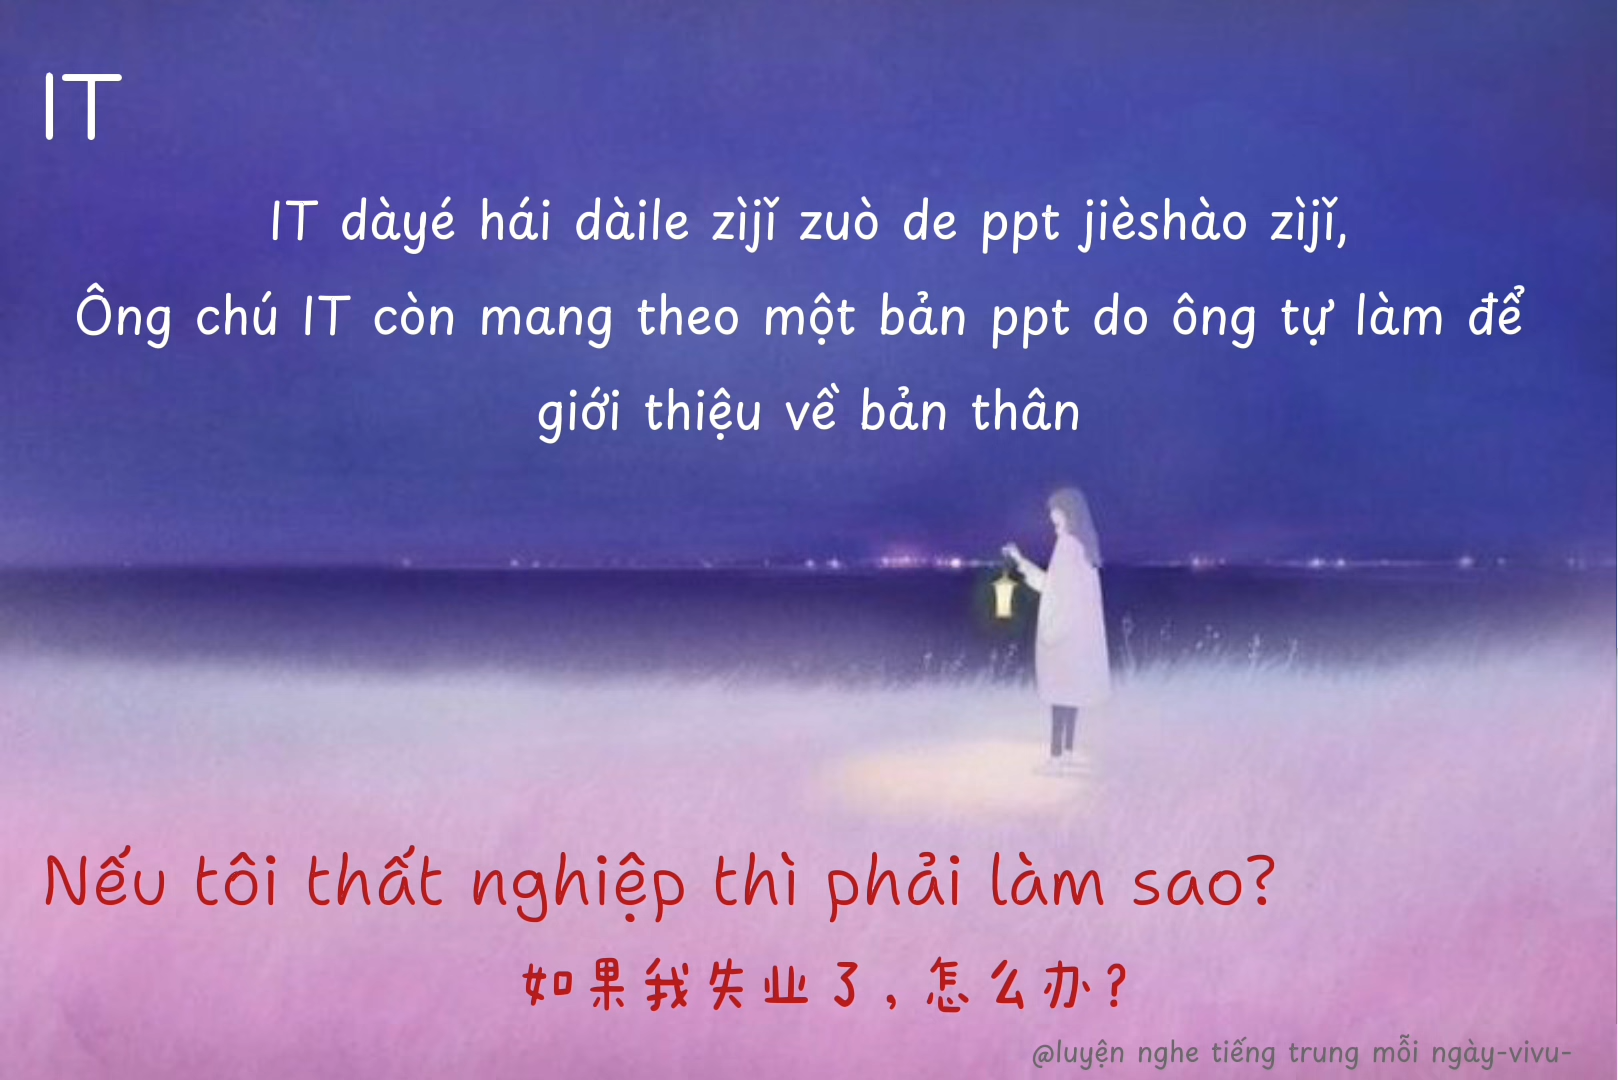 IT
IT dàyé hái dàile zìjǐ zuò de ppt jièshào zìjǐ,
Ông chú IT còn mang theo một bản ppt do ông tự làm để
giới thiệu về bản thân
Nếu tôi thất nghiệp thì phải làm sao?
如果我失业了,怎么办?
@luyện nghe tiếng trung mỗi ngày-vivu-